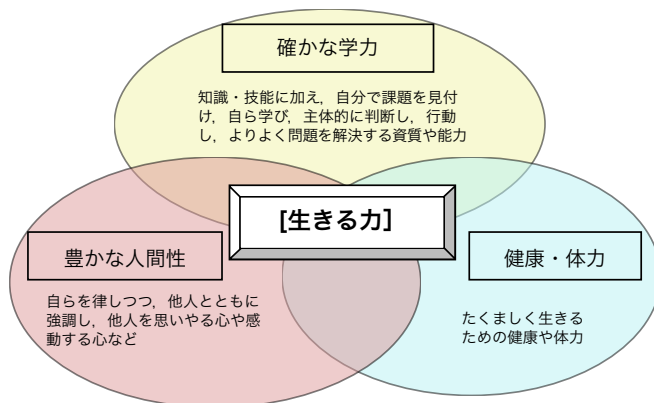 確かな学力
知識・技能に加え，自分で課題を見付
け，自ら学び，主体的に判断し，行動
し，よりよく問題を解決する資質や能力
[生きる力]
豊かな人間性
自らを律しつつ，他人とともに
強調し，他人を思いやる心や感
動する心など
健康・体力
たくましく生きる
ための健康や体力